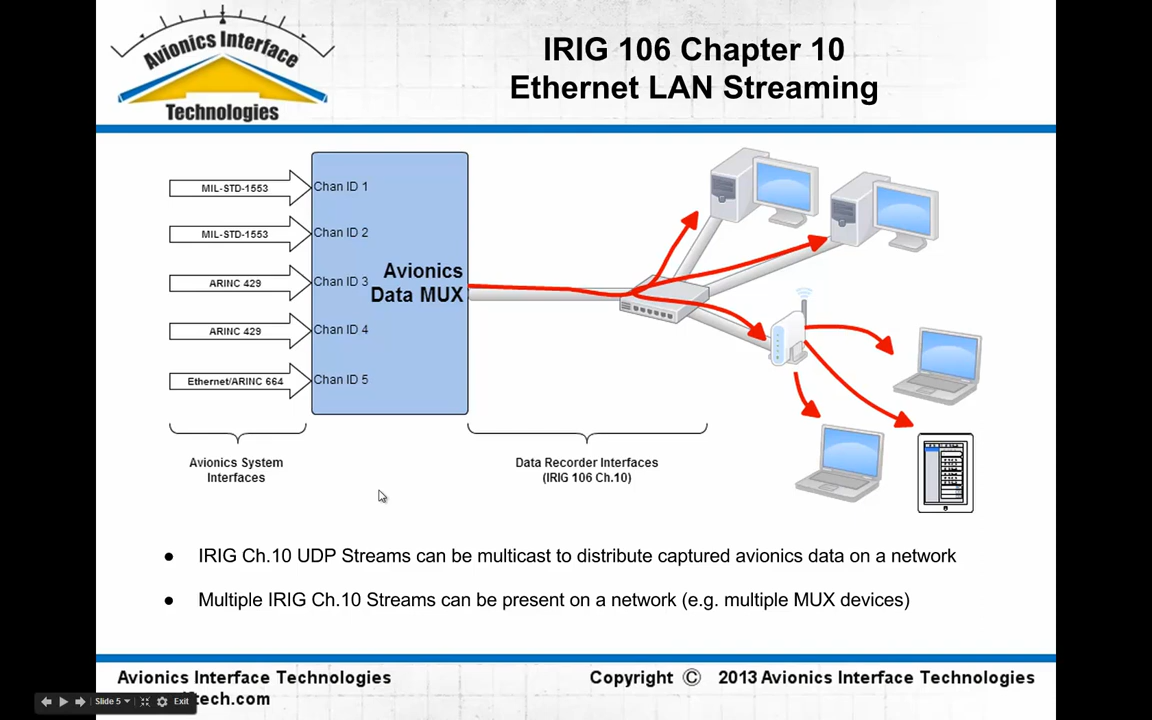 Avionics Interface
Technologies
IRIG 106 Chapter 10
Ethernet LAN Streaming
MIL-STD-1553
Chan ID 1
MIL-STD-1553
Chan ID 2
ARINC 429
Chan ID 3
Avionics
Data MUX
ARINC 429
Chan ID 4
Ethernet/ARINC 664
Chan ID 5
Avionics System
Interfaces
Data Recorder Interfaces
(IRIG 106 Ch.10)
● IRIG Ch.10 UDP Streams can be multicast to distribute captured avionics data on a network
● Multiple IRIG Ch.10 Streams can be present on a network (e.g. multiple MUX devices)
Avionics Interface Technologies
Copyright © 2013 Avionics Interface Technologies
tech.com
Slide 5
Exit